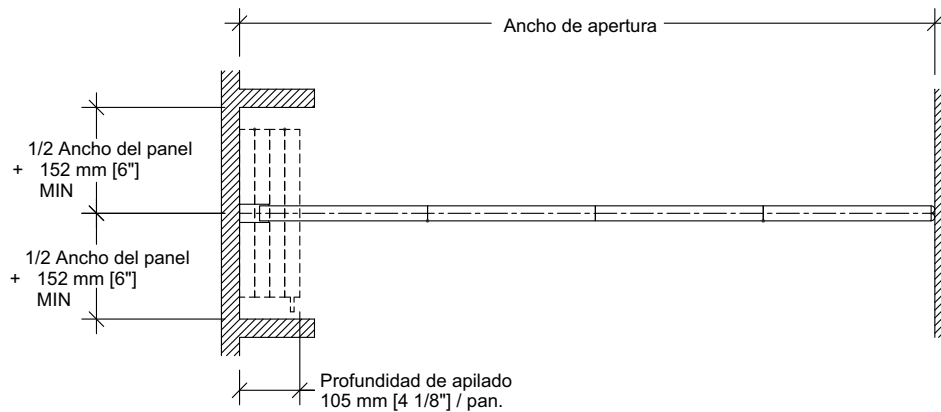 Ancho de apertura
1/2 Ancho del panel
+ 152 mm [6"]
MIN
1/2 Ancho del panel
+ 152 mm [6"]
MIN
Profundidad de apilado
105 mm [4 1/8"] / pan.